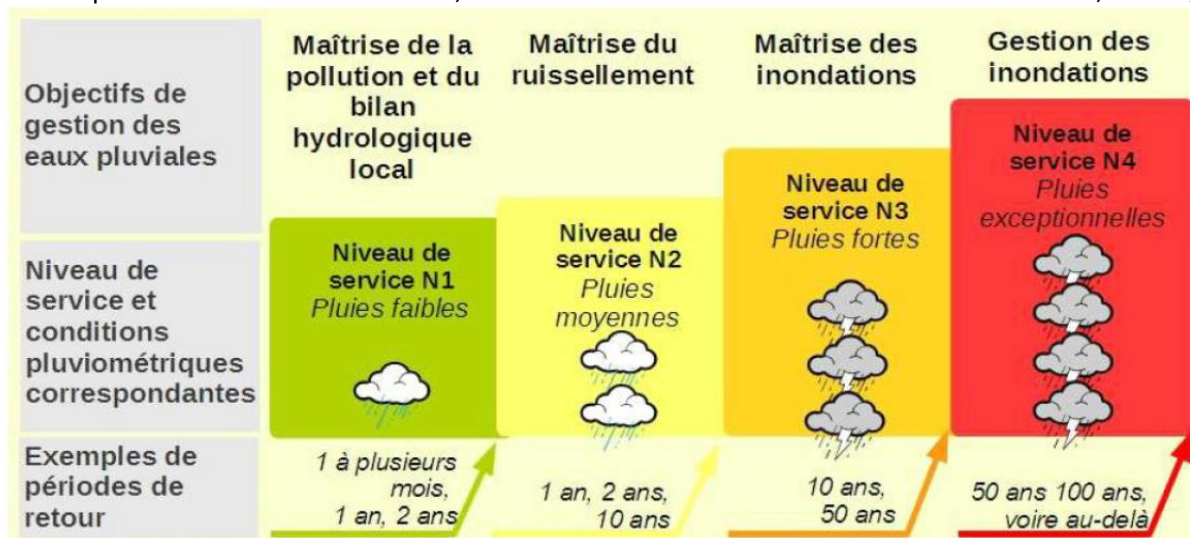 Maîtrise de la
pollution et du
bilan
hydrologique
local
Maîtrise du
ruissellement
Maîtrise des
inondations
Gestion des
inondations
Objectifs de
gestion des
eaux pluviales
Niveau de
service et
conditions
pluviométriques
correspondantes
Niveau de
service N1
Pluies faibles
Niveau de
service N2
Pluies
moyennes
Niveau de
service N3
Pluies fortes
Niveau de
service N4
Pluies
exceptionnelles
Exemples de
périodes de
retour
1 à plusieurs
mois,
1 an, 2 ans
1 an, 2 ans,
10 ans
10 ans,
50 ans
50 ans 100 ans,
voire au-delà